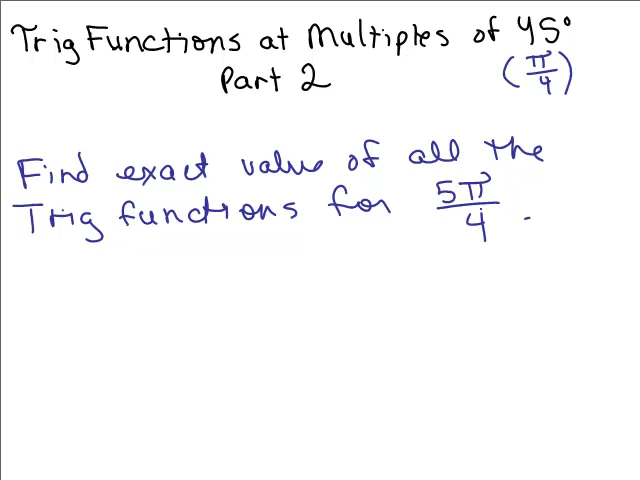 Trig Functions at Multiples of 45°
Part 2 (π/4)
Find exact value of all the
Trig functions for 5π/4.